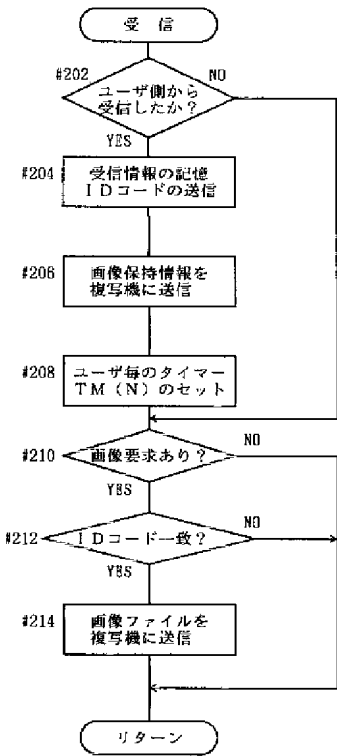 受 信
#202
NO
ユーザ側から
受信したか?
YES
#204
受信情報の記憶
IDコードの送信
#206
画像保持情報を
複写機に送信
#208
ユーザ毎のタイマー
TM(N)のセット
NO
#210
画像要求あり?
YES
NO
#212
IDコード一致?
YES
#214
画像ファイルを
複写機に送信
リターン